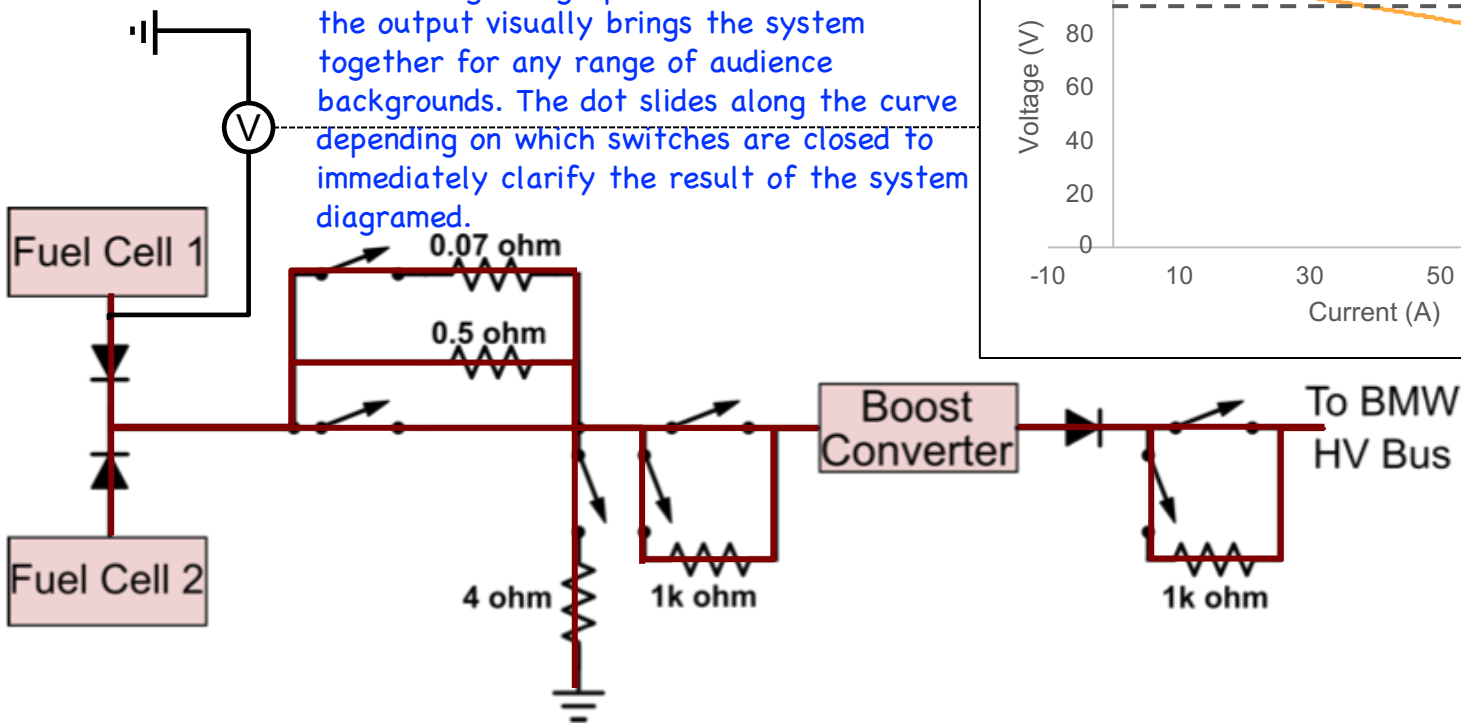 the output visually brings the system
together for any range of audience
backgrounds. The dot slides along the curve
depending on which switches are closed to
immediately clarify the result of the system
diagramed.
V
Voltage (V)
80
60
40
20
0
-10 10 30 50
Current (A)
Fuel Cell 1
0.07 ohm
0.5 ohm
Boost
Converter
To BMW
HV Bus
Fuel Cell 2
4 ohm
1k ohm
1k ohm